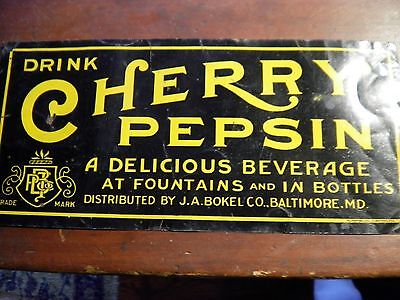 DRINK
CHERRY
PEPSIN
A DELICIOUS BEVERAGE
AT FOUNTAINS AND IN BOTTLES
TRADE MARK
DISTRIBUTED BY J.A. BOKEL CO., BALTIMORE, MD.